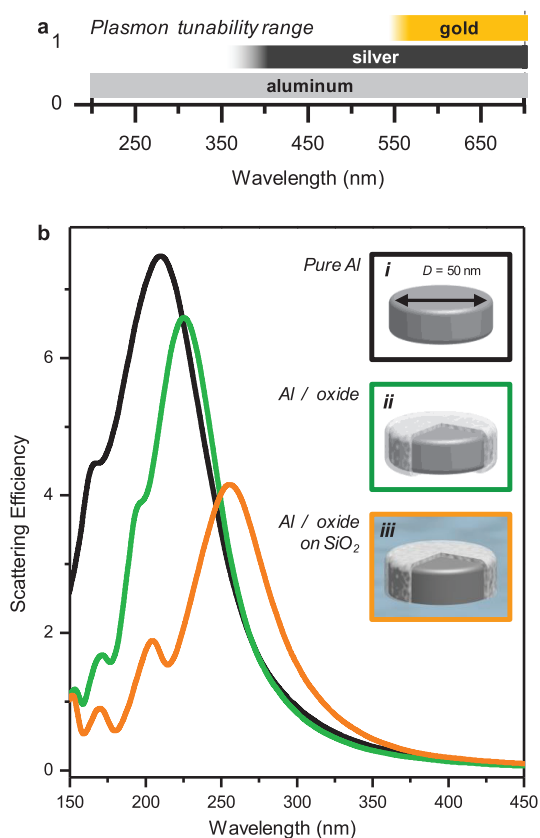 a
Plasmon tunability range
gold
1
silver
aluminum
0
250 350 450 550 650
Wavelength (nm)
b
Pure Al
i
D = 50 nm
Al / oxide
ii
Al / oxide
on SiO₂
iii
Scattering Efficiency
6
4
2
0
150 200 250 300 350 400 450
Wavelength (nm)